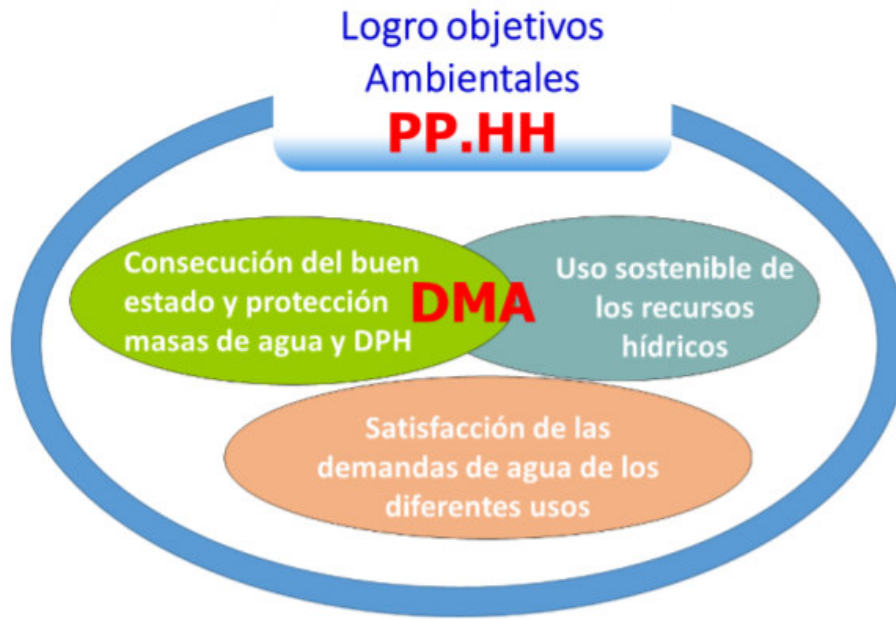 Logro objetivos
Ambientales
PP.HH
Consecución del buen
estado y protección
masas de agua y DPH
DMA
Uso sostenible de
los recursos
hídricos
Satisfacción de las
demandas de agua de los
diferentes usos